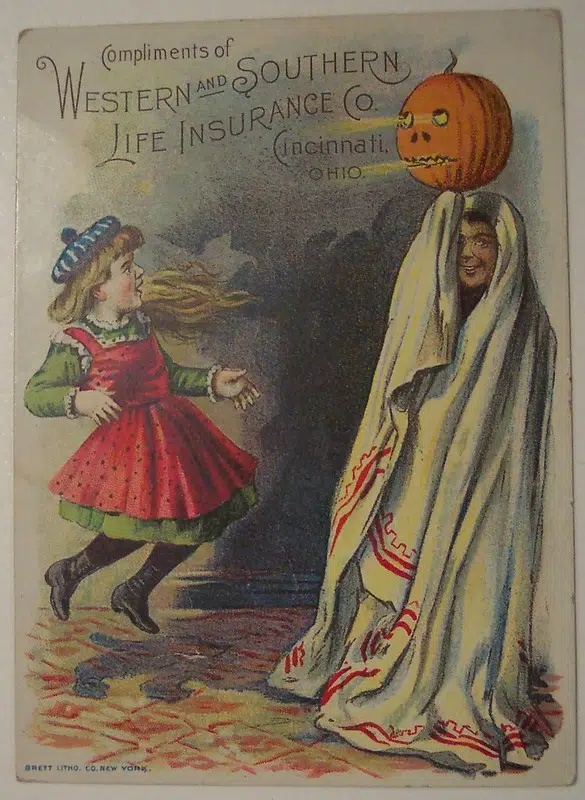 Compliments of
WESTERN AND SOUTHERN
LIFE INSURANCE CO.
Cincinnati,
OHIO
BRETT LITHO. CO. NEW YORK.